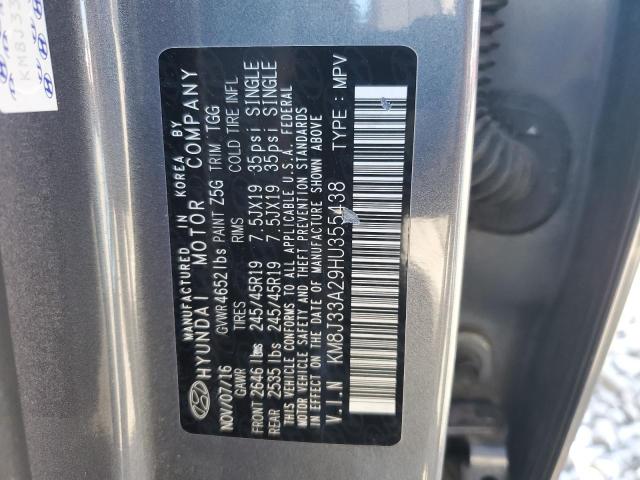 MANUFACTURED IN KOREA BY
HYUNDAI MOTOR COMPANY
NOV/07/16 GVWR 4652 lbs PAINT Z5G TRIM TGG
GAWR TIRES RIMS COLD TIRE INFL
FRONT 2646 lbs 245/45R19 7.5JX19 35psi SINGLE
REAR 2535 lbs 245/45R19 7.5JX19 35psi SINGLE
THIS VEHICLE CONFORMS TO ALL APPLICABLE U.S.A. FEDERAL
MOTOR VEHICLE SAFETY AND THEFT PREVENTION STANDARDS
IN EFFECT ON THE DATE OF MANUFACTURE SHOWN ABOVE
V.I.N KM8J33A29HU355438 TYPE : MPV
KM8J33